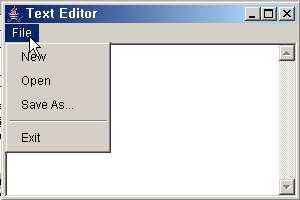 Text Editor
File
New
Open
Save As...
Exit